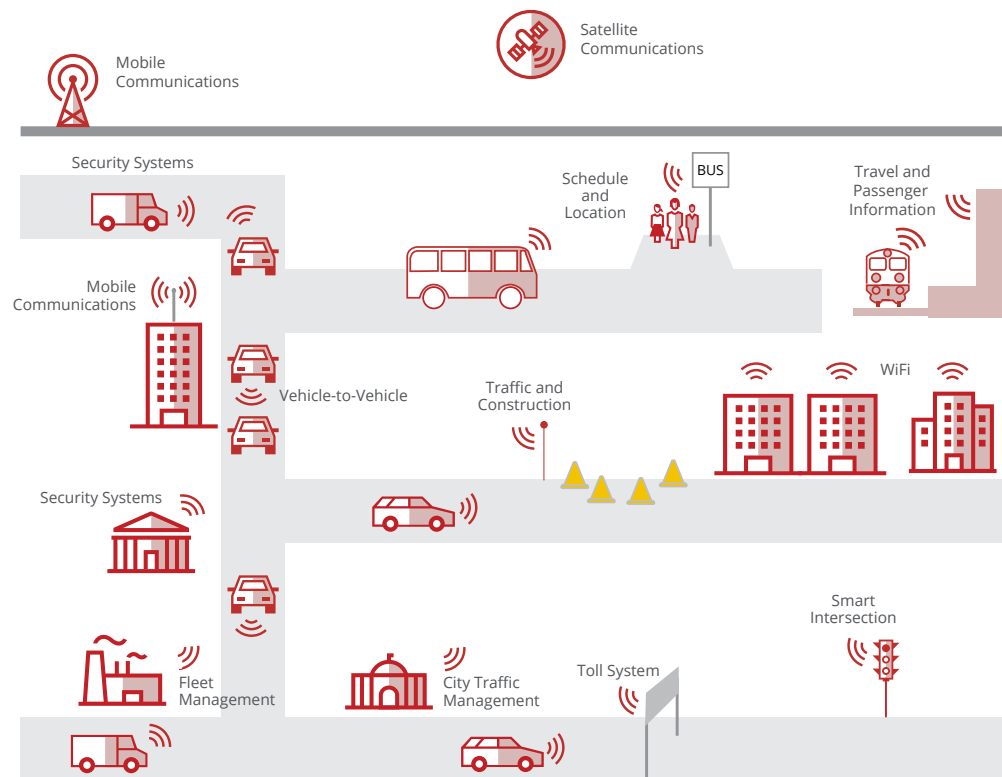 Satellite
Communications
Mobile
Communications
Security Systems
Schedule
and
Location
BUS
Travel and
Passenger
Information
Mobile
Communications
Vehicle-to-Vehicle
Traffic and
Construction
WiFi
Security Systems
Smart
Intersection
Fleet
Management
City Traffic
Management
Toll System